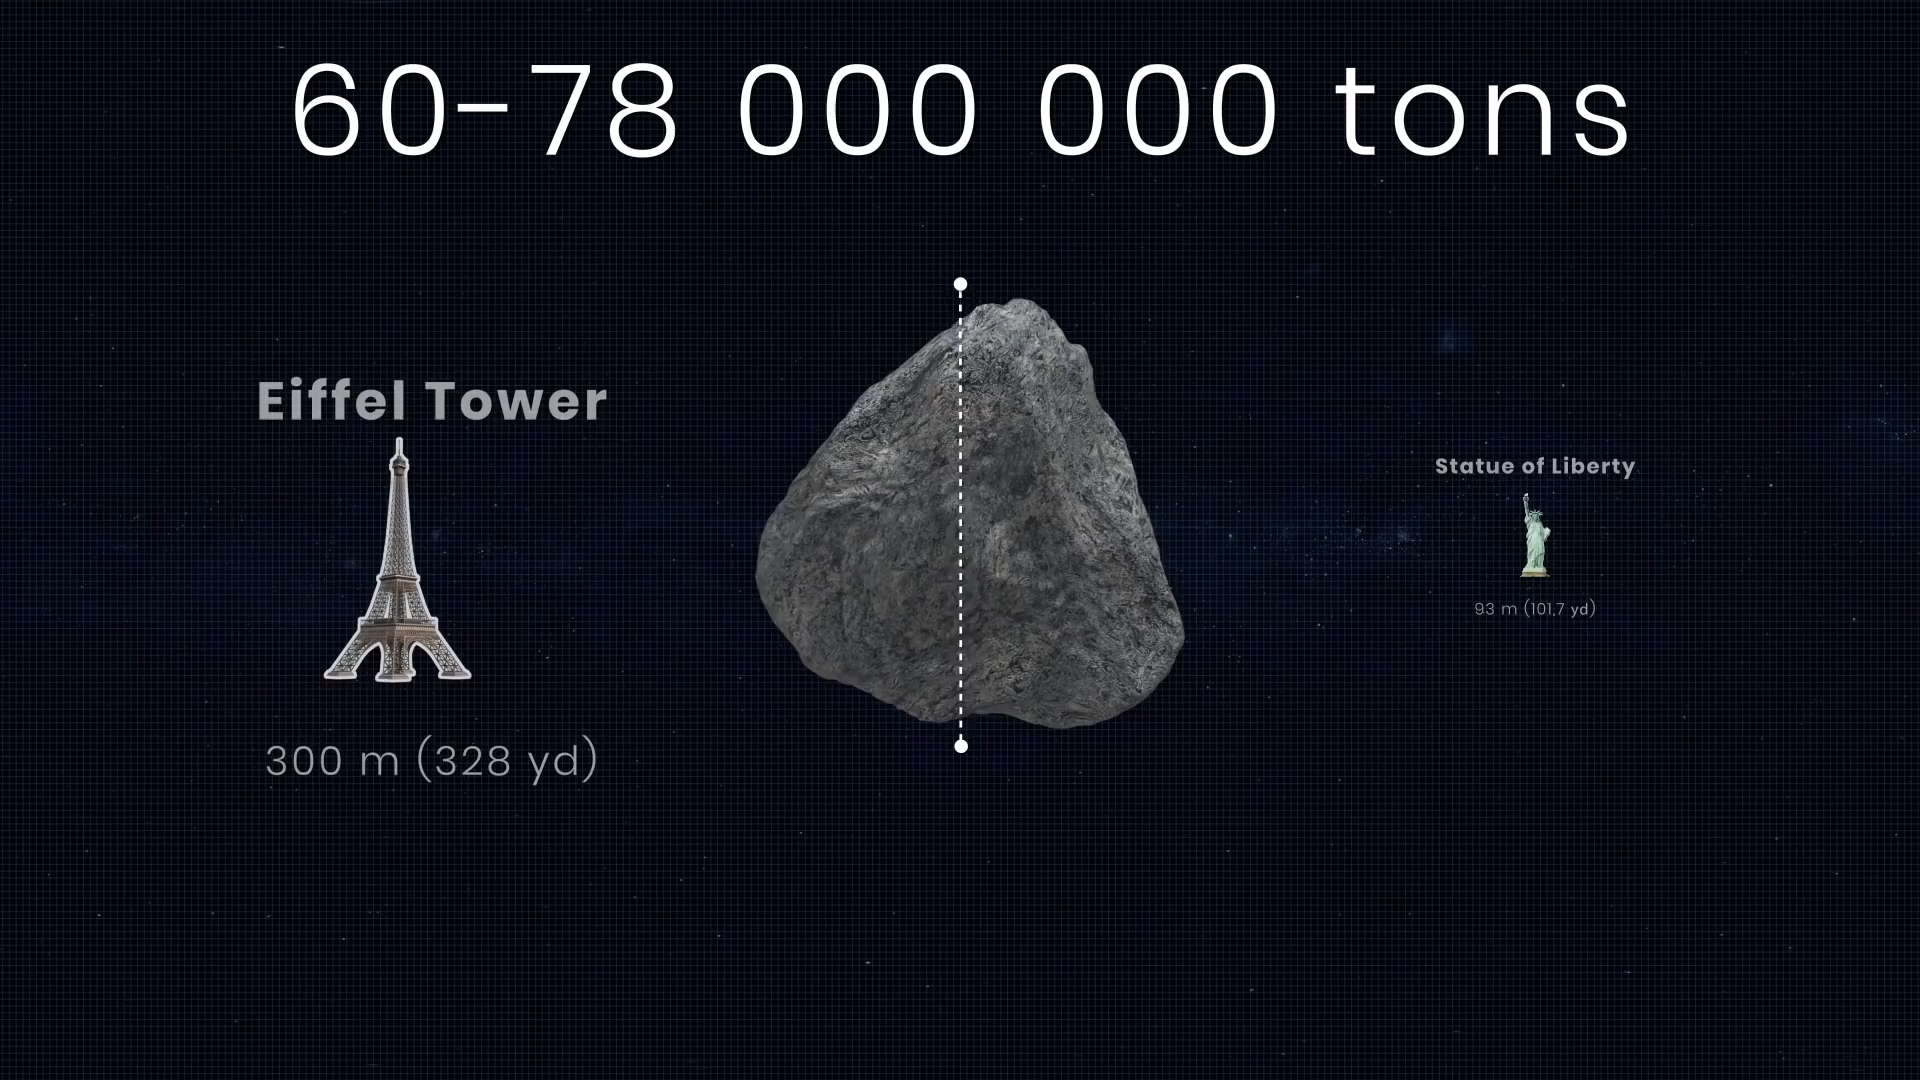 60-78 000 000 tons
Eiffel Tower
300 m (328 yd)
Statue of Liberty
93 m (101,7 yd)